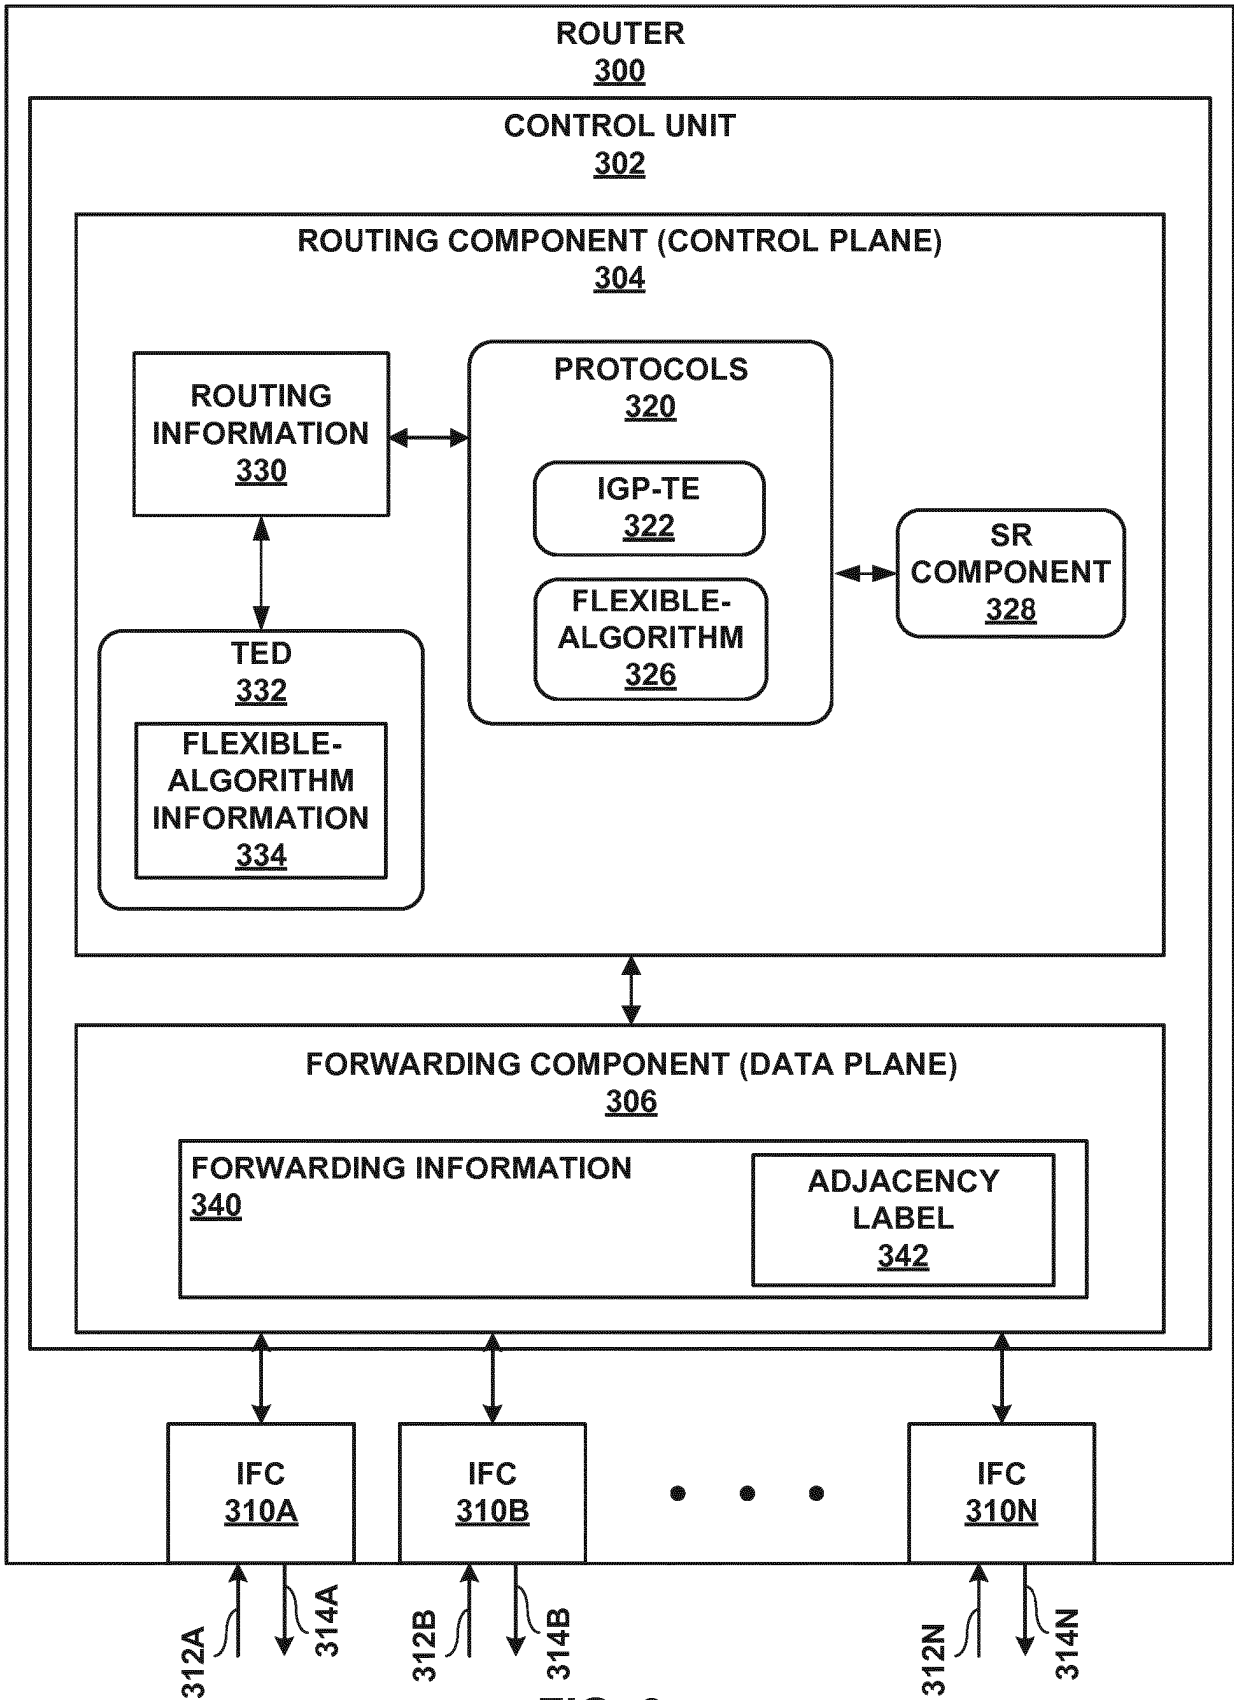 ROUTER
300
CONTROL UNIT
302
ROUTING COMPONENT (CONTROL PLANE)
304
ROUTING
INFORMATION
330
PROTOCOLS
320
IGP-TE
322
FLEXIBLE-
ALGORITHM
326
SR
COMPONENT
328
TED
332
FLEXIBLE-
ALGORITHM
INFORMATION
334
FORWARDING COMPONENT (DATA PLANE)
306
FORWARDING INFORMATION
340
ADJACENCY
LABEL
342
IFC
310A
IFC
310B
IFC
310N
312A
314A
312B
314B
312N
314N